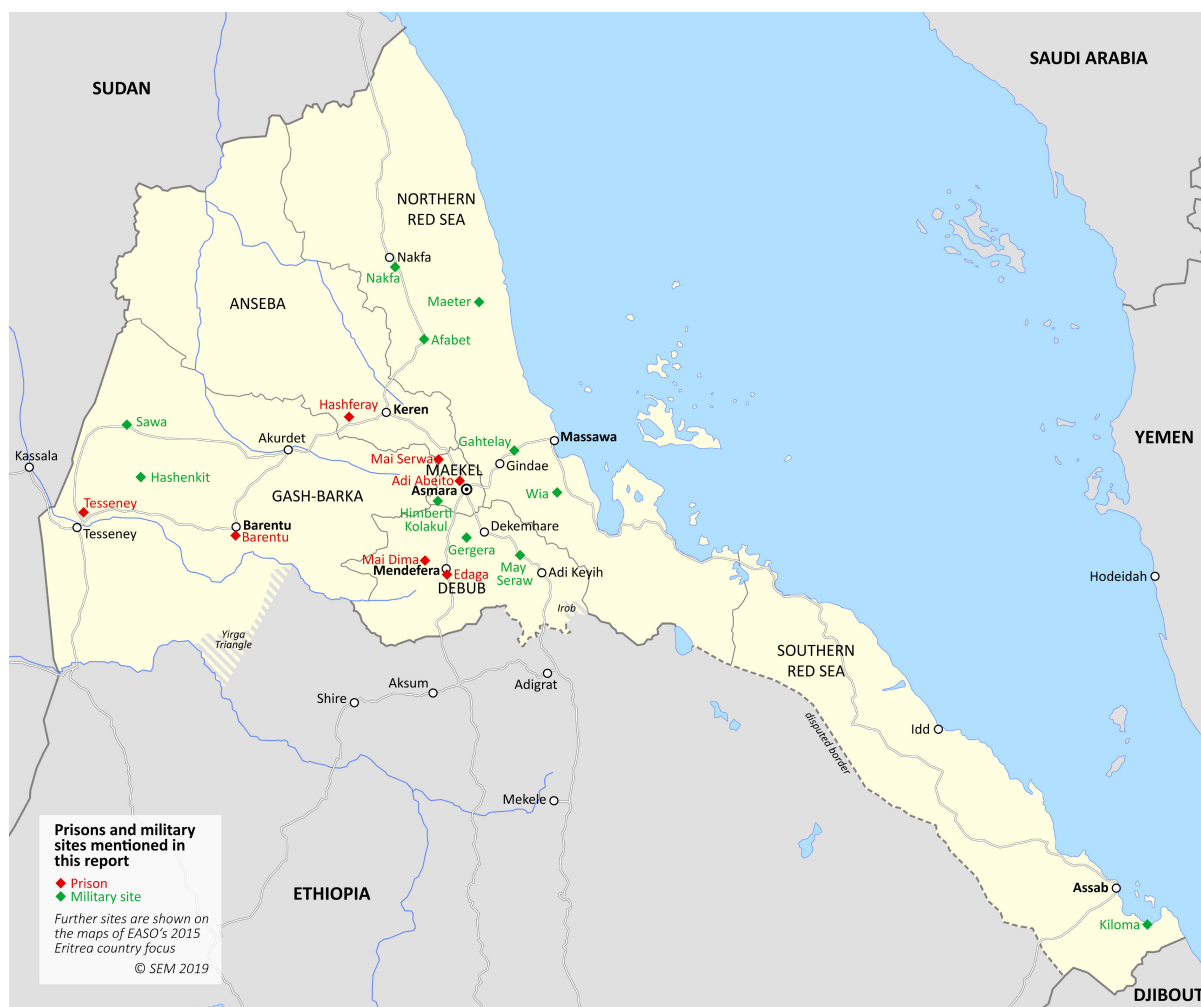 SAUDI ARABIA
SUDAN
NORTHERN
RED SEA
Nakfa
Nakfa
ANSEBA
Maeter
Afabet
Hashferay
Keren
Sawa
Akurdet
Gahtelay
Massawa
YEMEN
Kassala
Mai Serwa
MAEKEL
Gindae
Hashenkit
Adi Abeito
Asmara
GASH-BARKA
Wia
Tesseney
Himberti
Kolakul
Tesseney
Barentu
Barentu
Dekemhare
Gergera
Mai Dima
Mendefera
Edaga
May
Seraw
Adi Keyih
DEBUB
Hodeidah
Irob
Yirga
Triangle
SOUTHERN
RED SEA
Aksum
Adigrat
Shire
disputed border
Idd
Mekele
Prisons and military
sites mentioned in
this report
Prison
Military site
Further sites are shown on
the maps of EASO's 2015
Eritrea country focus
© SEM 2019
ETHIOPIA
Assab
Kiloma
DJIBOUT